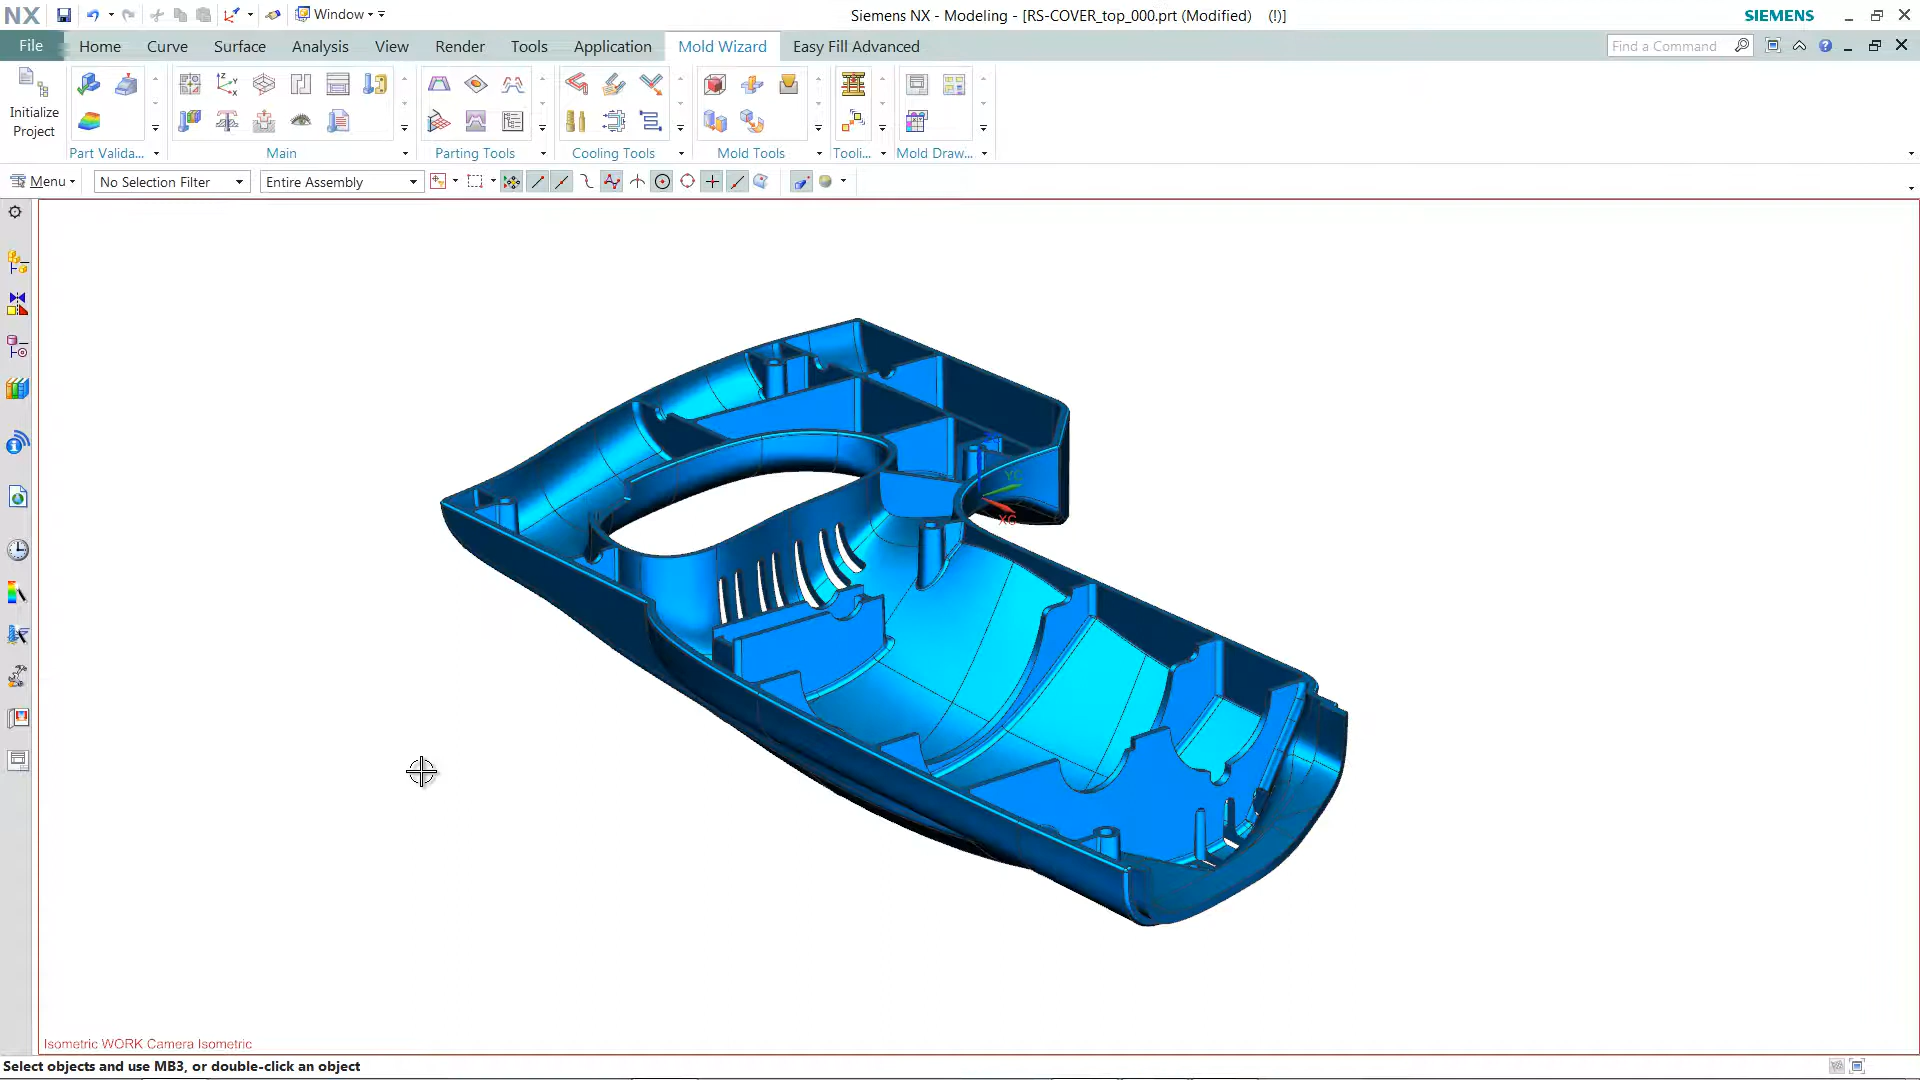 NX Window Siemens NX - Modeling - [RS-COVER_top_000.prt (Modified) (!)] SIEMENS
File Home Curve Surface Analysis View Render Tools Application Mold Wizard Easy Fill Advanced Find a Command
Initialize
Project
Part Valida... Main Parting Tools Cooling Tools Mold Tools Tooli... Mold Draw...
Menu No Selection Filter Entire Assembly
YC
XC
Isometric WORK Camera Isometric
Select objects and use MB3, or double-click an object